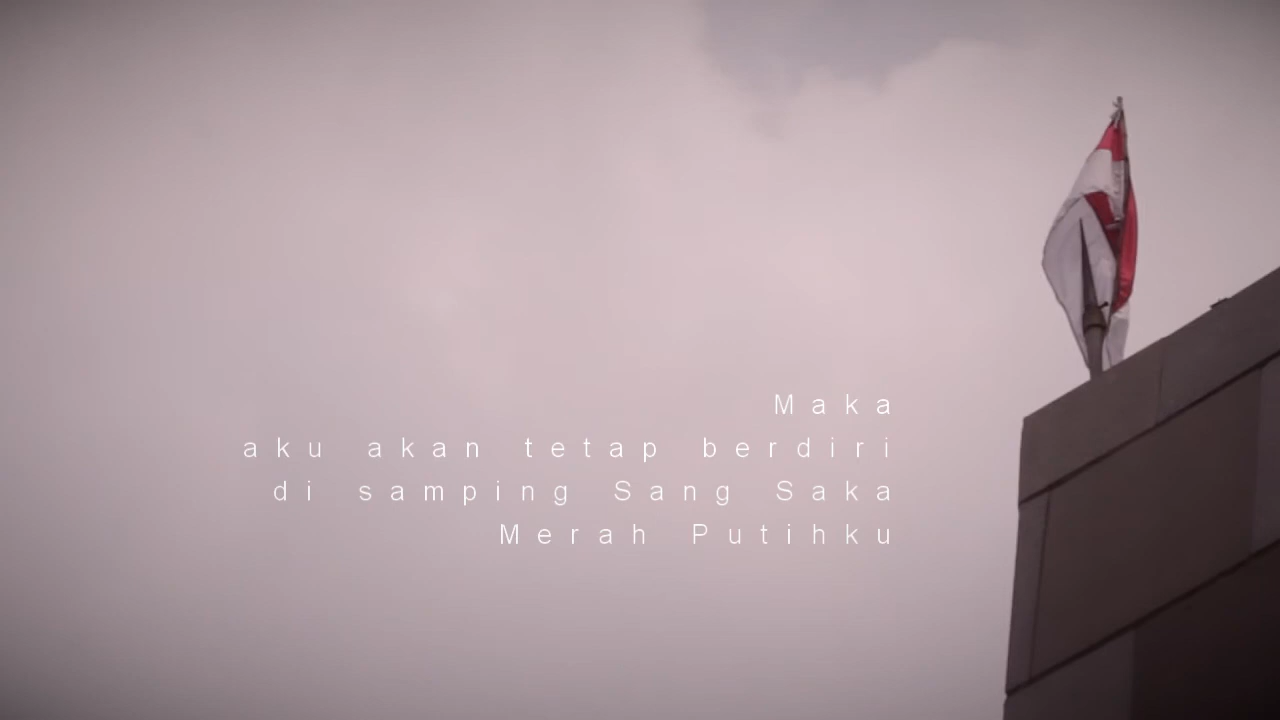 Maka
aku akan tetap berdiri
di samping Sang Saka
Merah Putihku